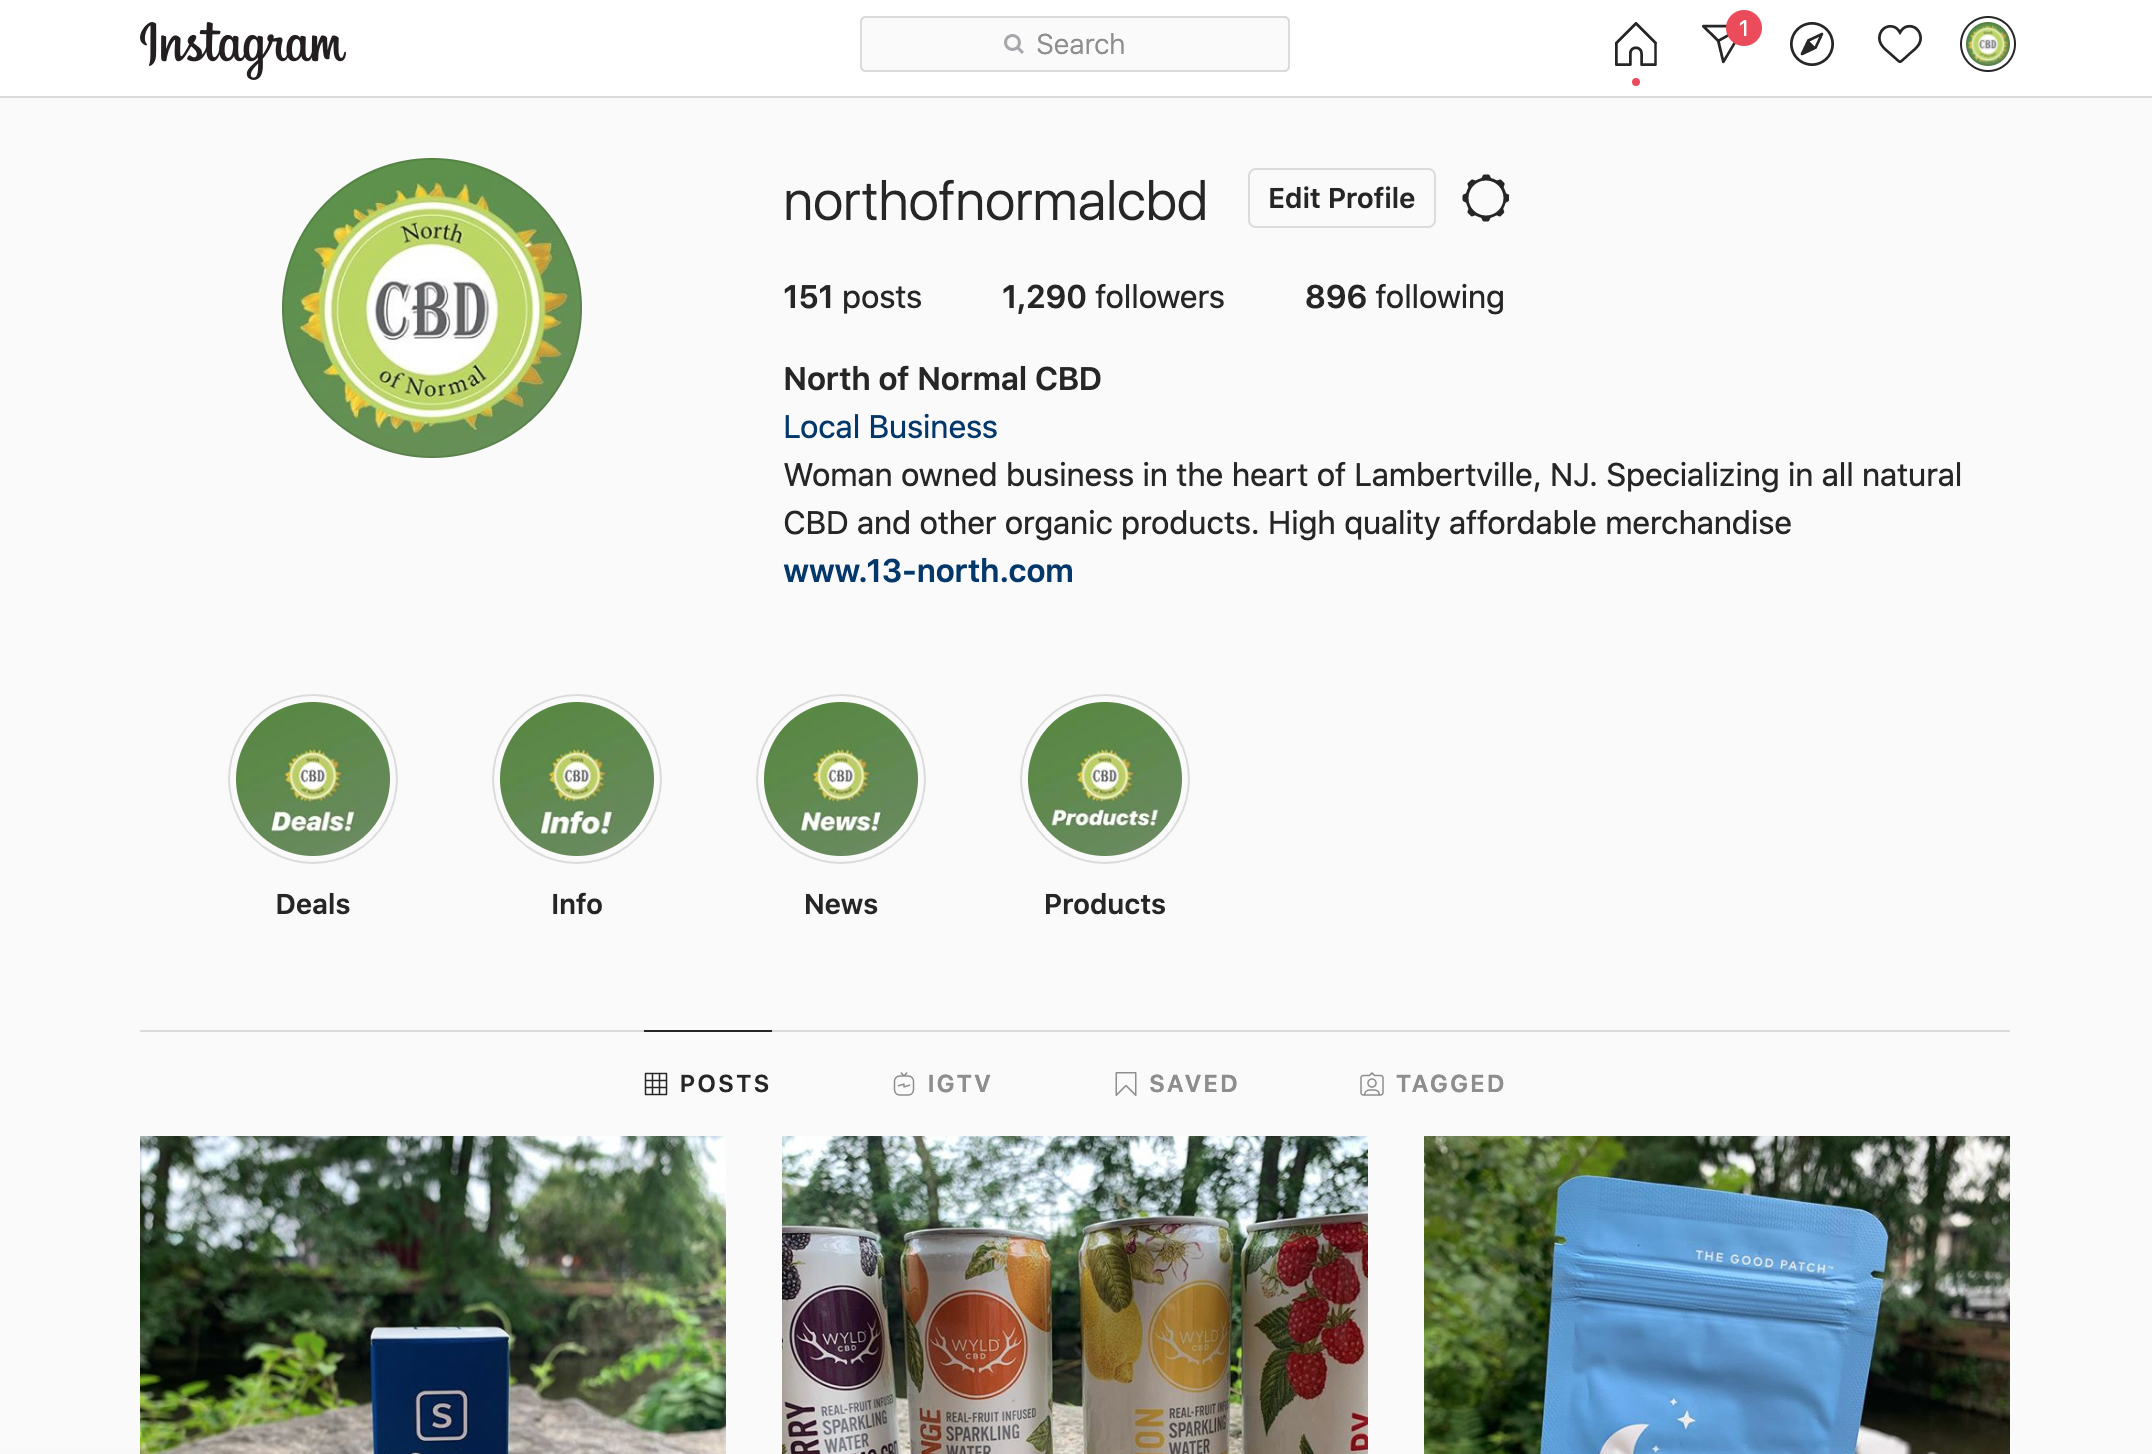 Instagram
Search
1
CBD
North
CBD
of Normal
northofnormalcbd
Edit Profile
151 posts
1,290 followers
896 following
North of Normal CBD
Local Business
Woman owned business in the heart of Lambertville, NJ. Specializing in all natural
CBD and other organic products. High quality affordable merchandise
www.13-north.com
CBD
Deals!
CBD
Info!
CBD
News!
CBD
Products!
Deals
Info
News
Products
POSTS
IGTV
SAVED
TAGGED
S
WYLD
CBD
REAL-FRUIT INFUSED
SPARKLING
WATER
WYLD
CBD
REAL-FRUIT INFUSED
SPARKLING
WATER
WYLD
CBD
REAL-FRUIT
SPARKLING
WATER
THE GOOD PATCH™